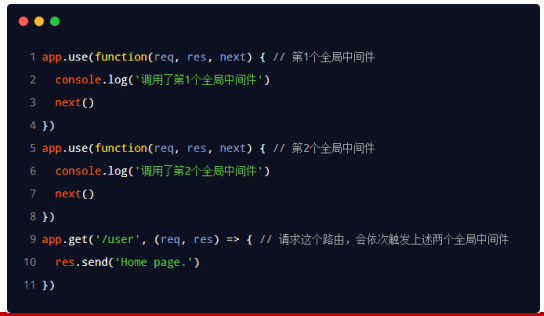 1 app.use(function(req, res, next) { // 第1个全局中间件
2 console.log('调用了第1个全局中间件')
3 next()
4 })
5 app.use(function(req, res, next) { // 第2个全局中间件
6 console.log('调用了第2个全局中间件')
7 next()
8 })
9 app.get('/user', (req, res) => { // 请求这个路由，会依次触发上述两个全局中间件
10 res.send('Home page.')
11 })